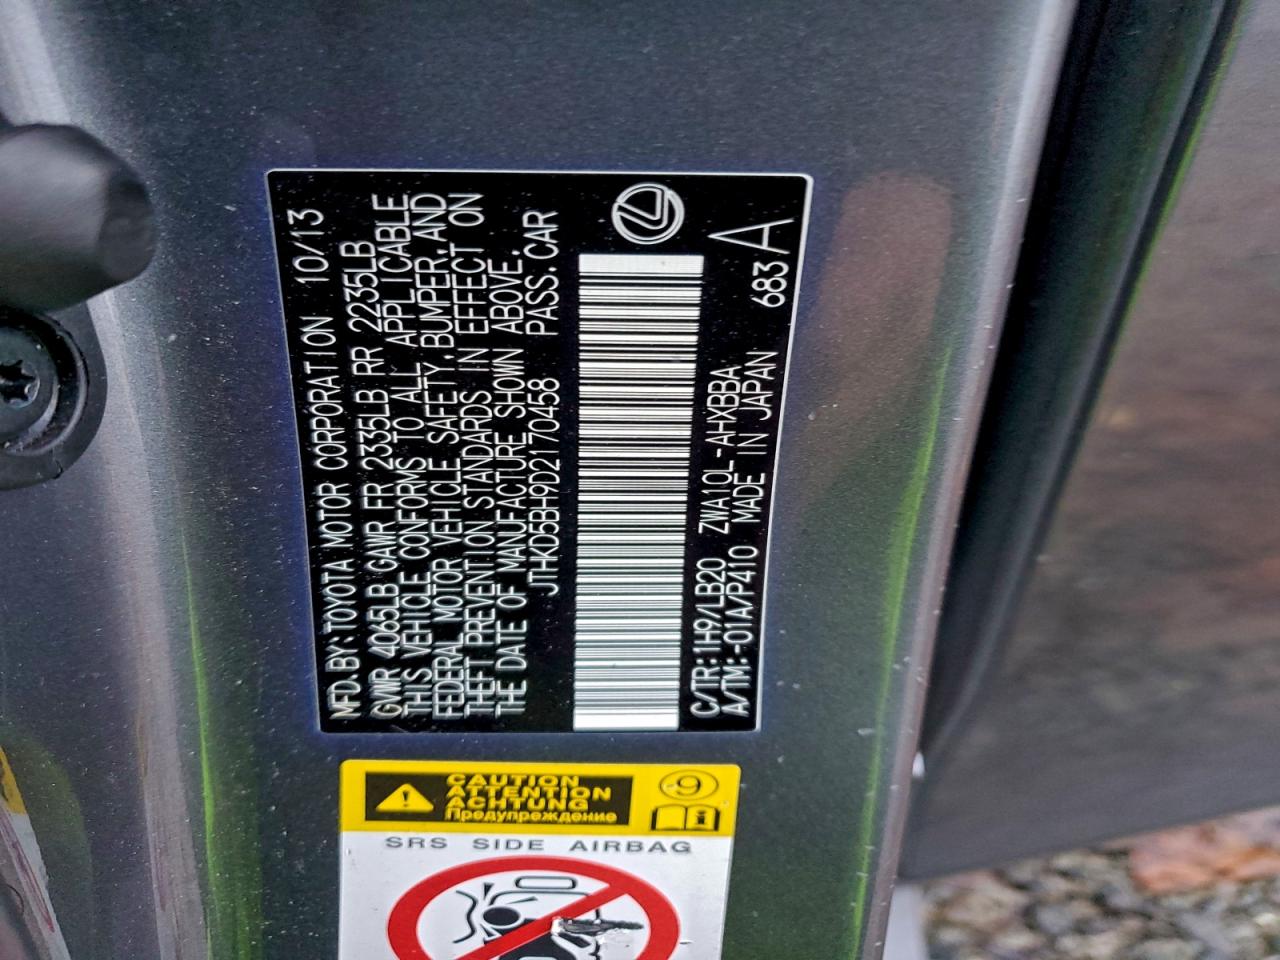 MFD.BY:TOYOTA MOTOR CORPORATION 10/13
GVWR 4065LB GAWR FR 2335LB RR 2235LB
THIS VEHICLE CONFORMS TO ALL APPLICABLE
FEDERAL MOTOR VEHICLE SAFETY,BUMPER,AND
THEFT PREVENTION STANDARDS IN EFFECT ON
THE DATE OF MANUFACTURE SHOWN ABOVE.
JTHKD5BH9D2170458 PASS.CAR
C/TR:1H9/LB20 ZWA10L-AHXBBA
A/TM:-01A/P410 MADE IN JAPAN 683 A
CAUTION
ATTENTION
ACHTUNG
Предупреждение
9
i
SRS SIDE AIRBAG